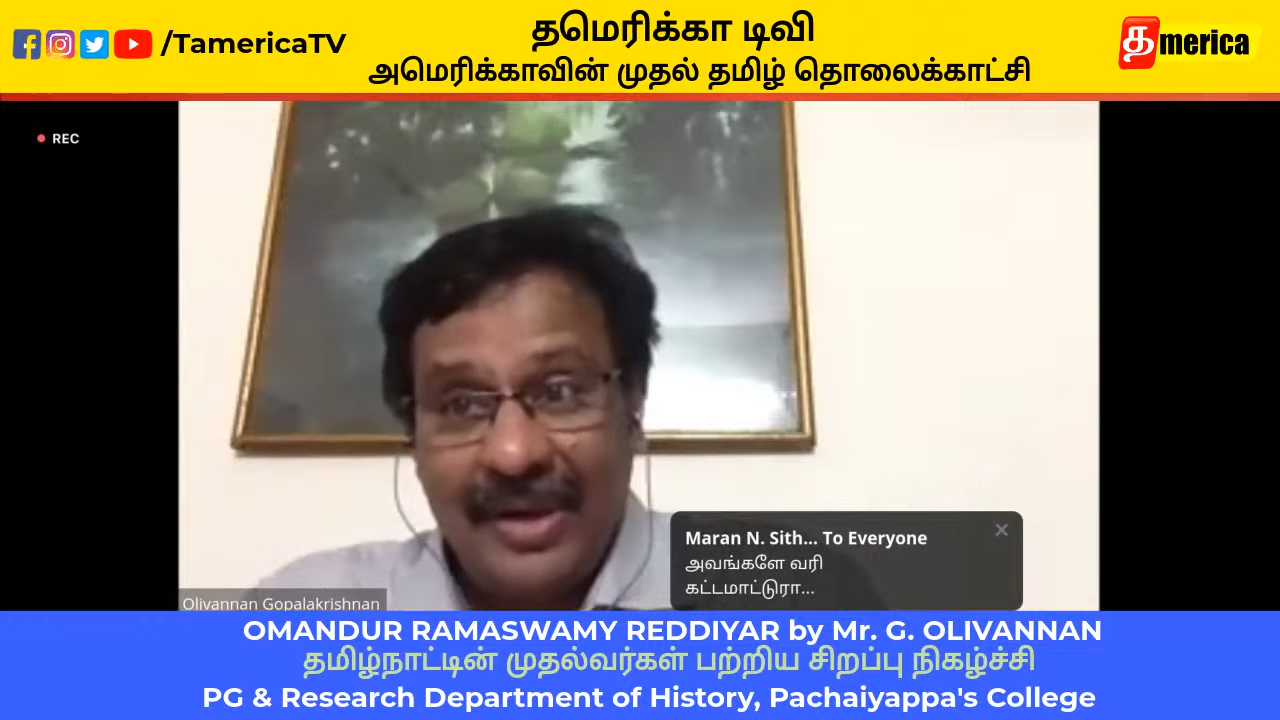 /TamericaTV
தமெரிக்கா டிவி
அமெரிக்காவின் முதல் தமிழ் தொலைக்காட்சி
தmerica
REC
Maran N. Sith... To Everyone
அவங்களே வரி
கட்டமாட்டுரா...
Olivannan Gopalakrishnan
OMANDUR RAMASWAMY REDDIYAR by Mr. G. OLIVANNAN
தமிழ்நாட்டின் முதல்வர்கள் பற்றிய சிறப்பு நிகழ்ச்சி
PG & Research Department of History, Pachaiyappa's College